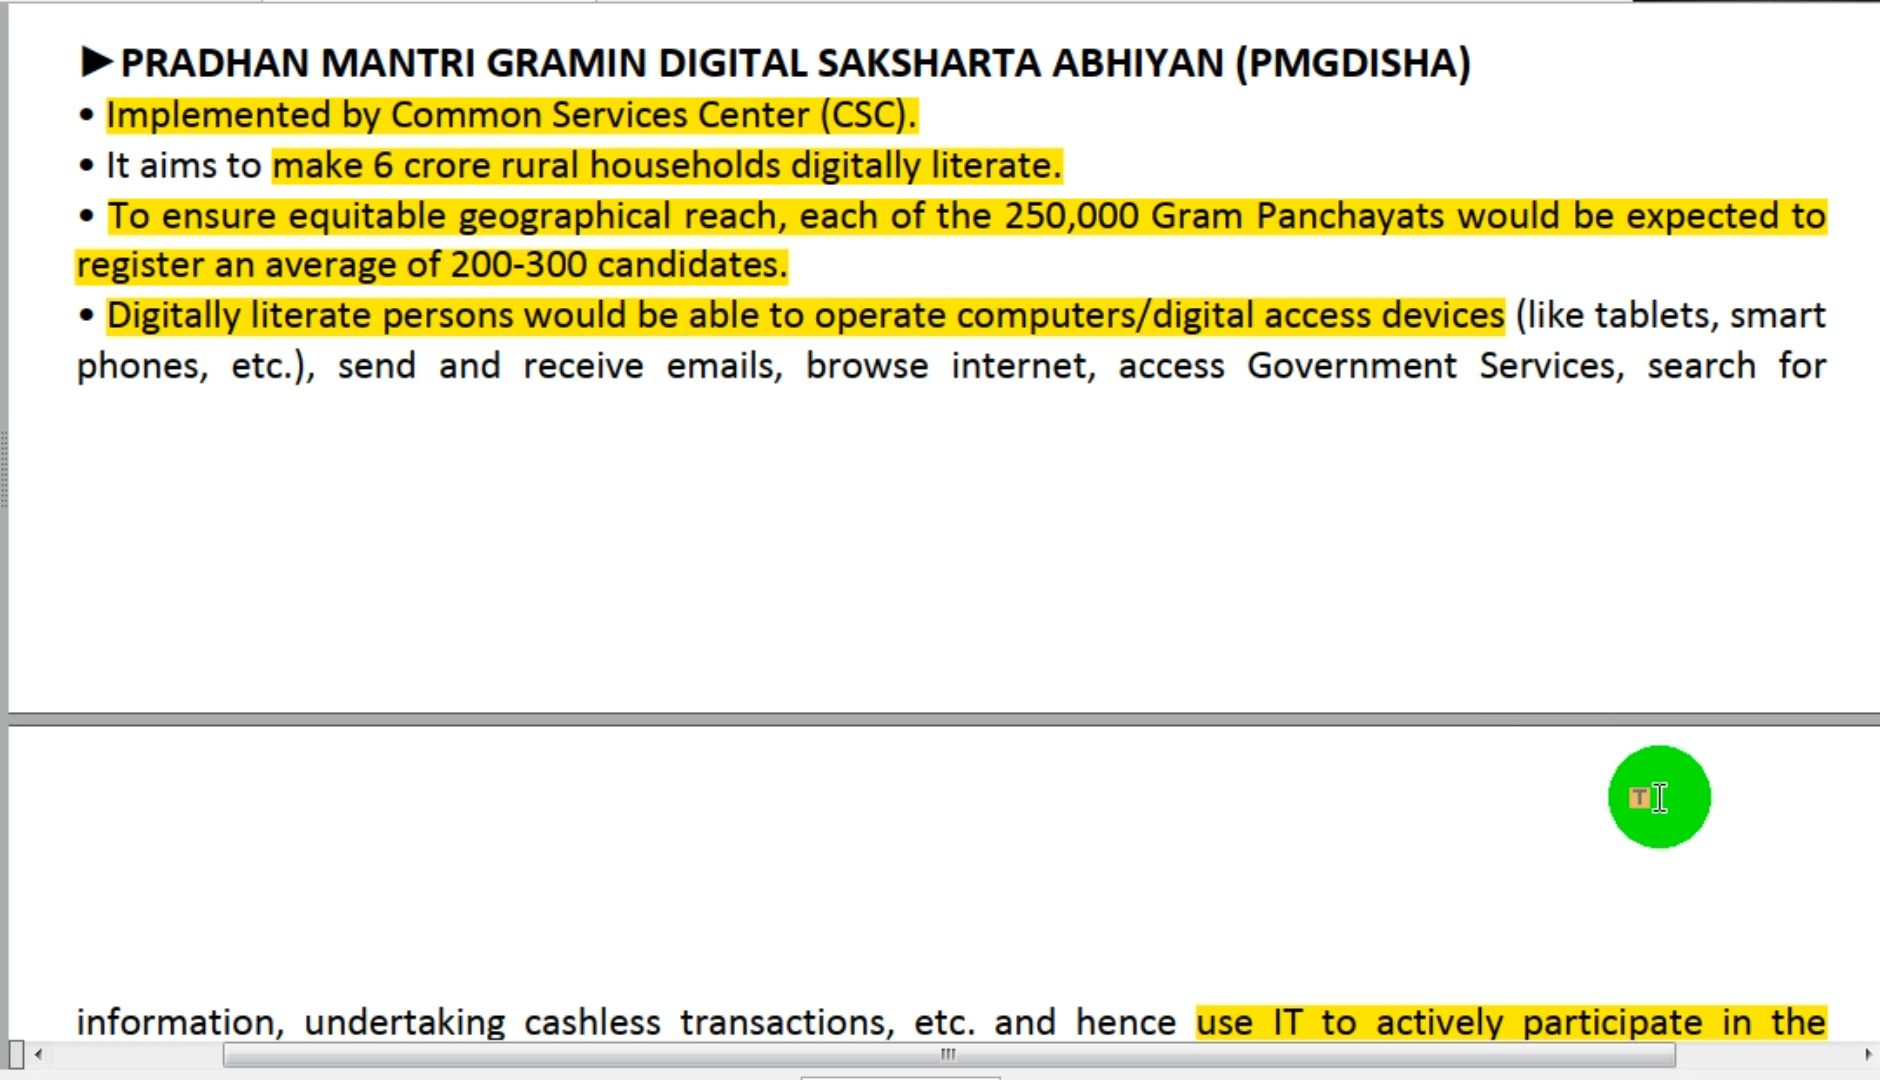 ►PRADHAN MANTRI GRAMIN DIGITAL SAKSHARTA ABHIYAN (PMGDISHA)
• Implemented by Common Services Center (CSC).
• It aims to make 6 crore rural households digitally literate.
• To ensure equitable geographical reach, each of the 250,000 Gram Panchayats would be expected to
register an average of 200-300 candidates.
• Digitally literate persons would be able to operate computers/digital access devices (like tablets, smart
phones, etc.), send and receive emails, browse internet, access Government Services, search for
T
information, undertaking cashless transactions, etc. and hence use IT to actively participate in the